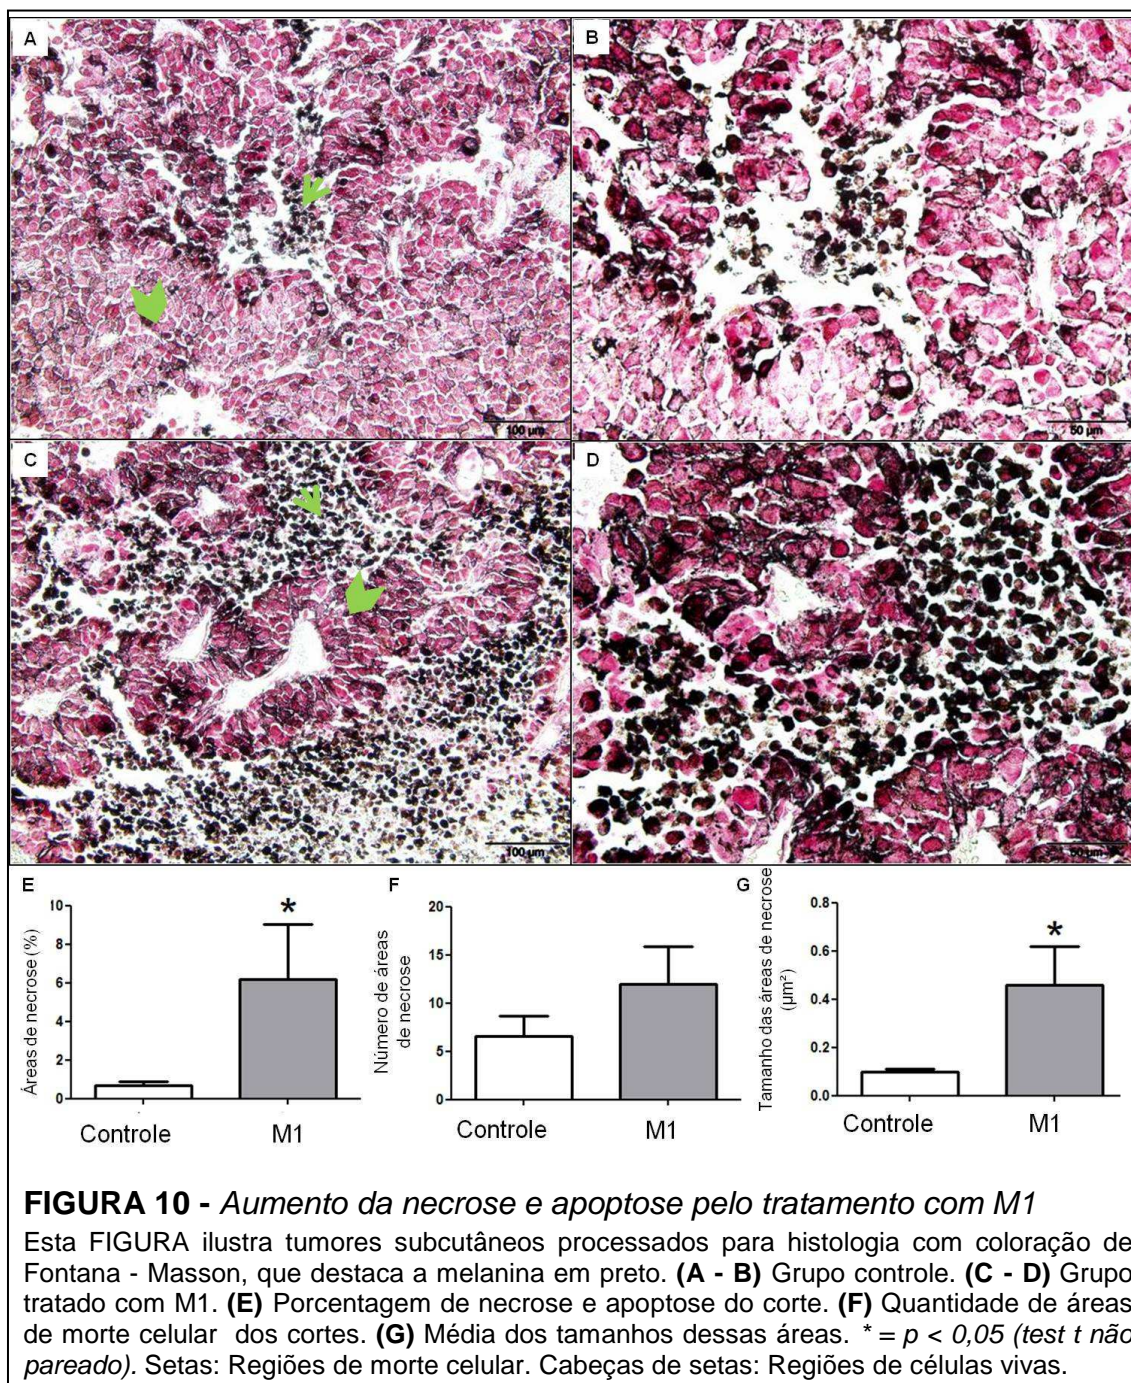 A
B
100 µm
50 µm
C
D
100 µm
50 µm
E
F
G
Áreas de necrose (%)
10
8
6
4
2
0
*
Controle
M1
Número de áreas
de necrose
20
15
10
5
0
Controle
M1
Tamanho das áreas de necrose
(µm²)
0.8
0.6
0.4
0.2
0.0
*
Controle
M1
FIGURA 10 - Aumento da necrose e apoptose pelo tratamento com M1
Esta FIGURA ilustra tumores subcutâneos processados para histologia com coloração de
Fontana - Masson, que destaca a melanina em preto. (A - B) Grupo controle. (C - D) Grupo
tratado com M1. (E) Porcentagem de necrose e apoptose do corte. (F) Quantidade de áreas
de morte celular dos cortes. (G) Média dos tamanhos dessas áreas. * = p < 0,05 (test t não
pareado). Setas: Regiões de morte celular. Cabeças de setas: Regiões de células vivas.